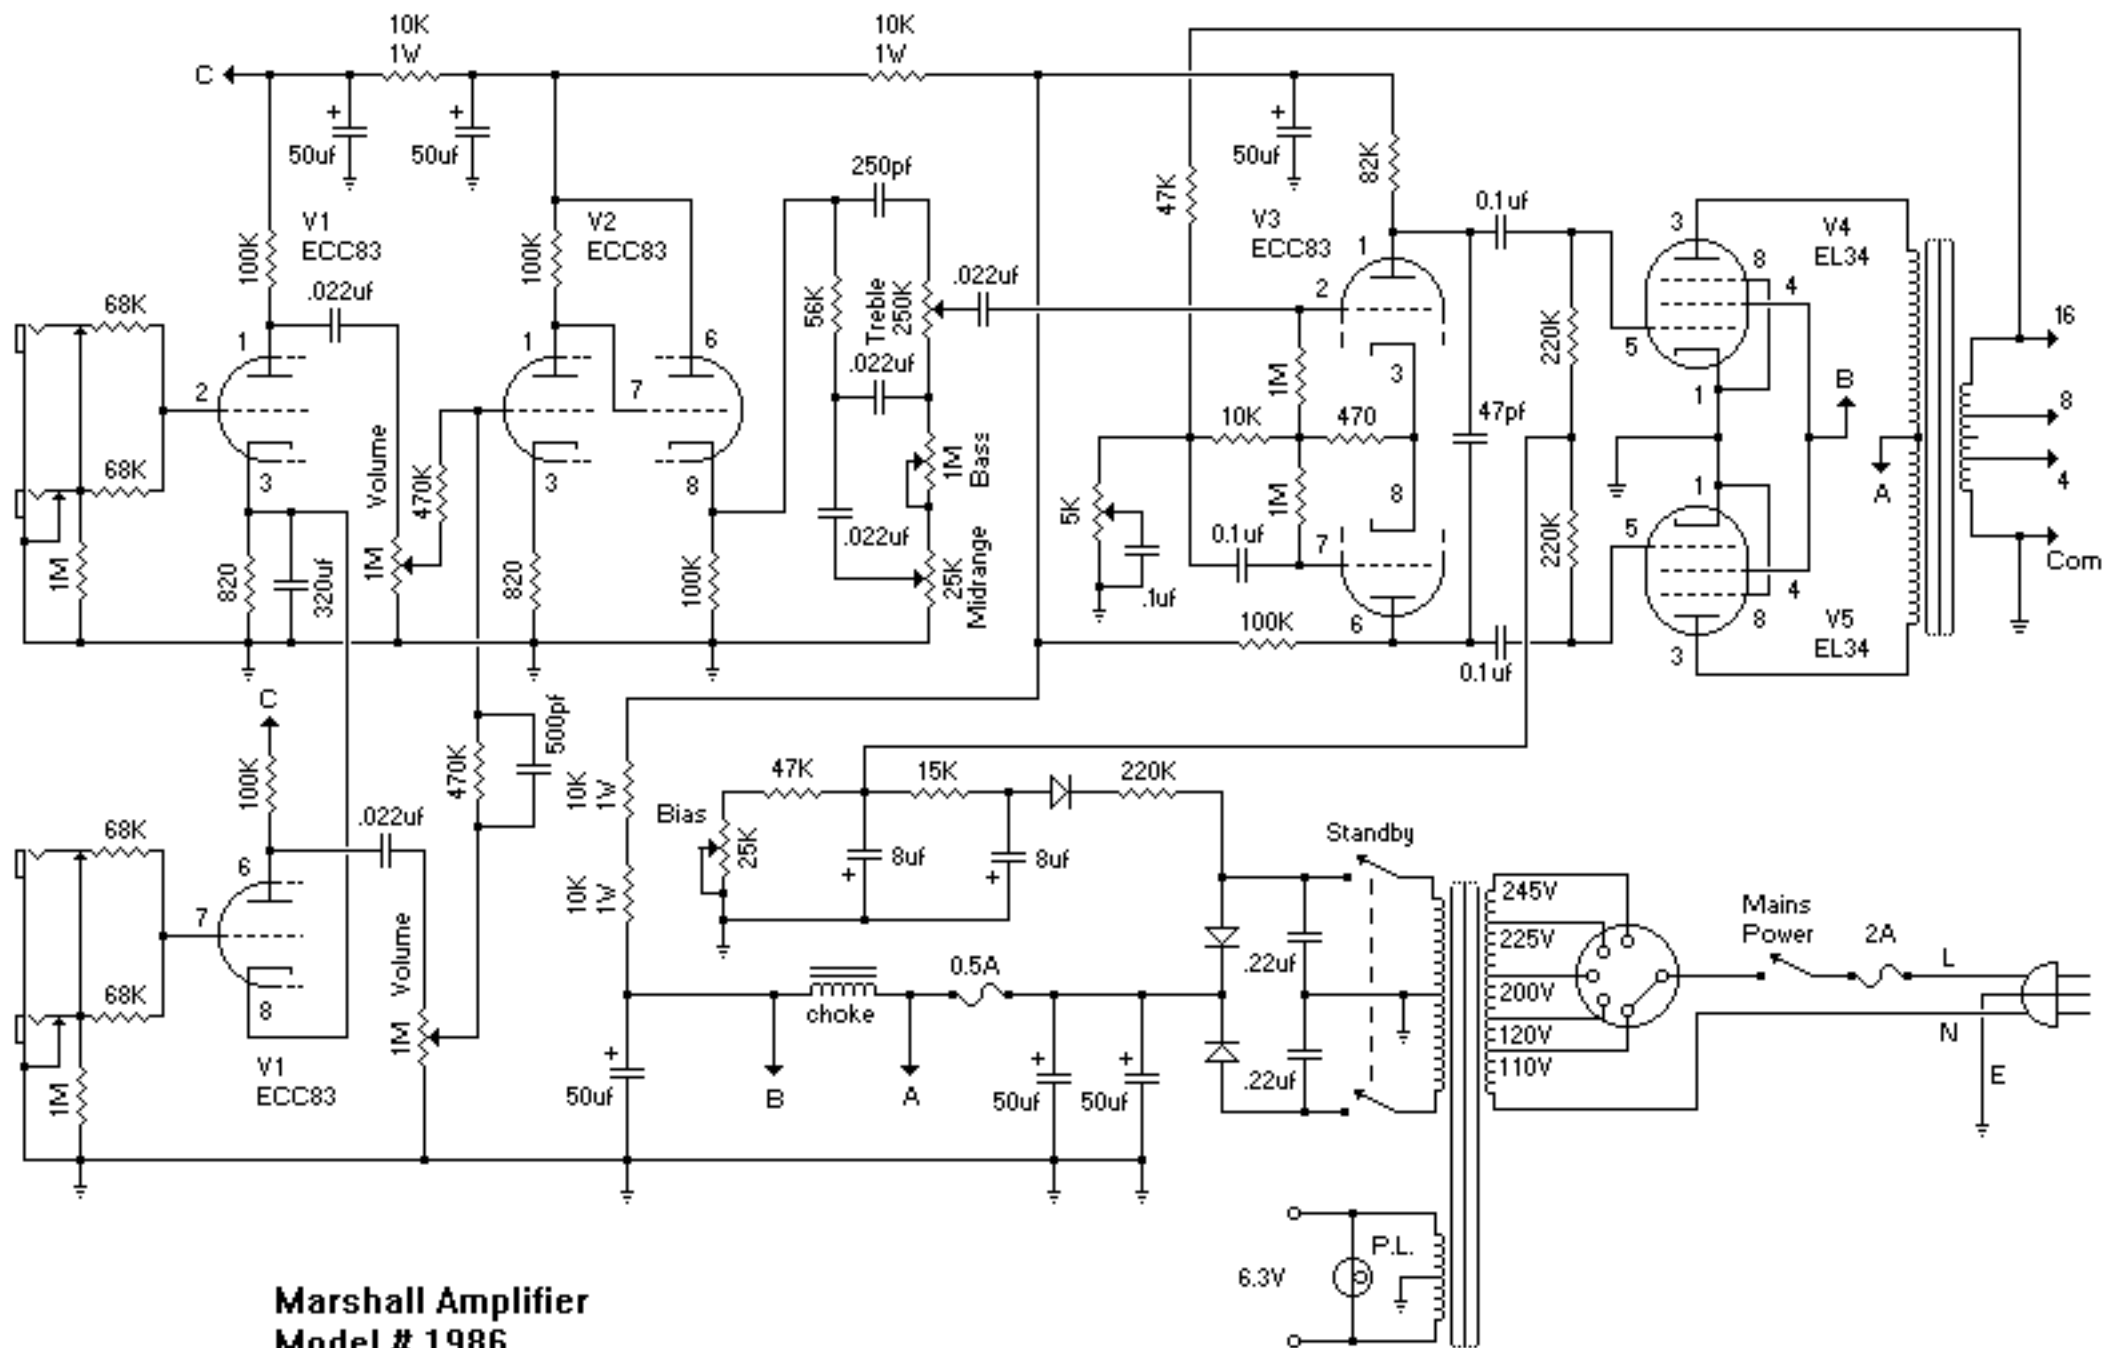 10K
1W
10K
1W
C
+
50uf
+
50uf
+
50uf
82K
47K
250pf
0.1uf
3
V1
ECC83
V2
ECC83
V3
ECC83
V4
EL34
100K
100K
.022uf
68K
56K
Treble
250K
.022uf
1
2
8
4
16
1
2
1
6
7
.022uf
1M
220K
5
3
1
B
8
10K
470
47pf
Volume
470K
68K
3
3
8
1M
Bass
8
1
A
4
5K
1M
.022uf
0.1uf
7
220K
5
1M
820
320uf
1M
820
100K
25K
Midrange
.1uf
4
Com
100K
6
8
V5
EL34
0.1uf
3
C
500pf
100K
470K
10K
1W
47K
15K
220K
.022uf
Bias
25K
Standby
68K
6
8uf
+
8uf
+
10K
1W
245V
Mains
Power
2A
7
Volume
225V
L
0.5A
.22uf
68K
200V
8
1M
choke
120V
N
V1
ECC83
+
50uf
B
A
+
50uf
+
50uf
.22uf
110V
E
1M
P.L.
6.3V
Marshall Amplifier
Model # 1986